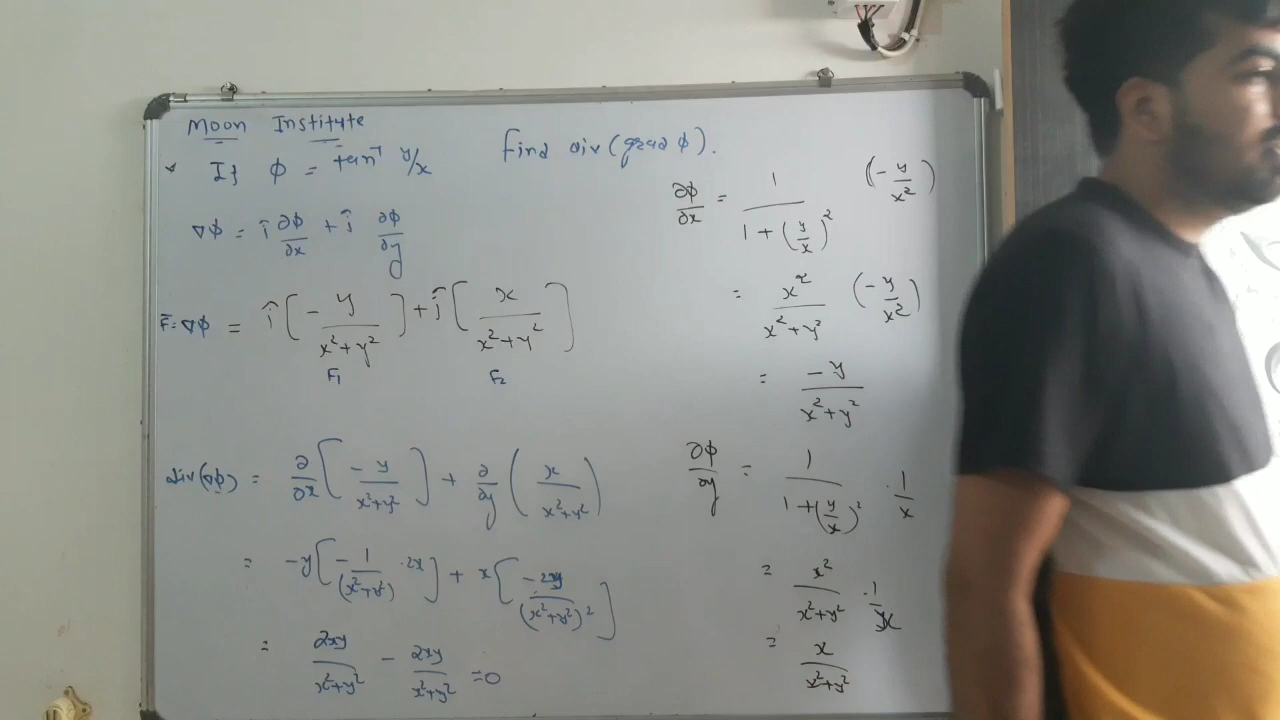 Moon Institute
* If ϕ = tan⁻¹ y/x Find div(grad ϕ).
∇ϕ = î ∂ϕ/∂x + ĵ ∂ϕ/∂y
F̄ = ∇ϕ = î [ - y/(x²+y²) ] + ĵ [ x/(x²+y²) ]
F₁ F₂
div(∇ϕ) = ∂/∂x [ - y/(x²+y²) ] + ∂/∂y ( x/(x²+y²) )
= -y [ - 1/(x²+y²) · 2x ] + x [ -2xy/(x²+y²)² ]
= 2xy/(x²+y²) - 2xy/(x²+y²) = 0
∂ϕ/∂x = 1/(1+(y/x)²) (- y/x²)
= x²/(x²+y²) (- y/x²)
= -y/(x²+y²)
∂ϕ/∂y = 1/(1+(y/x)²) · 1/x
= x²/(x²+y²) · 1/x
= x/(x²+y²)